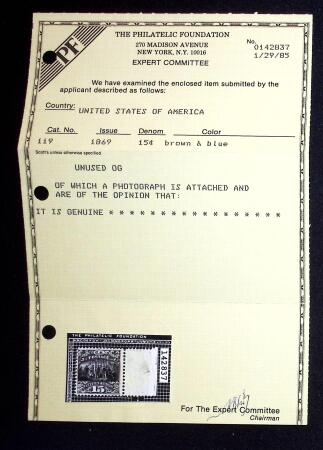 PF
THE PHILATELIC FOUNDATION
270 MADISON AVENUE
NEW YORK, N.Y. 10016
EXPERT COMMITTEE
No. 0142837
1/29/85
We have examined the enclosed item submitted by the
applicant described as follows:
Country: UNITED STATES OF AMERICA
Cat. No. Issue Denom Color
119 1869 15¢ brown & blue
Scott's unless otherwise specified
UNUSED OG
OF WHICH A PHOTOGRAPH IS ATTACHED AND
ARE OF THE OPINION THAT:
IT IS GENUINE * * * * * * * * * * * * * * * * *
THE PHILATELIC FOUNDATION
142837
15
For The Expert Committee
Chairman